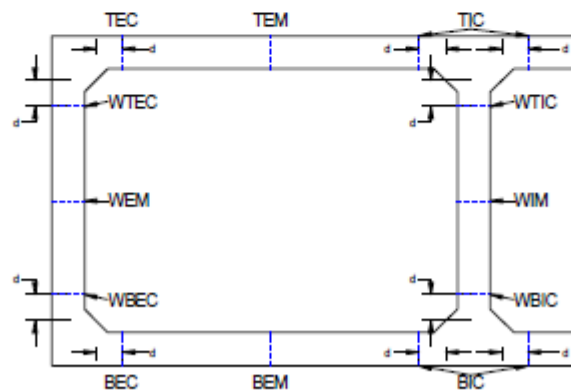 TEC TEM TIC
d d d
WTEC WTIC
d d
WEM WIM
d d
WBEC WBIC
d d d
BEC BEM BIC